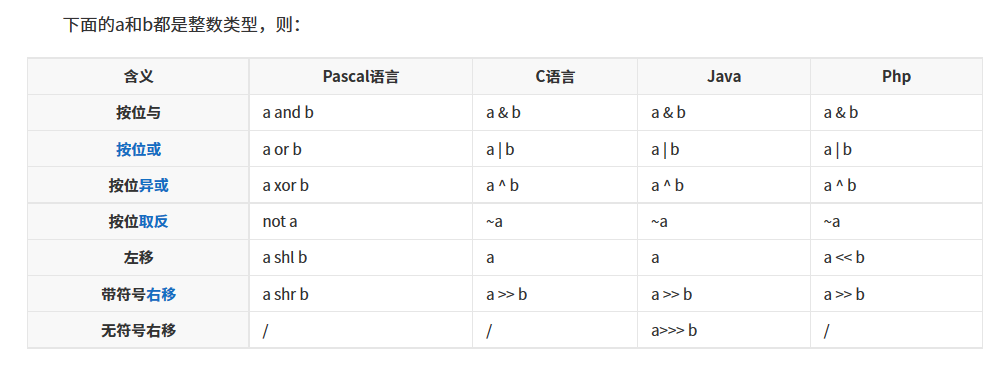 下面的a和b都是整数类型，则：
含义 Pascal语言 C语言 Java Php
按位与 a and b a & b a & b a & b
按位或 a or b a | b a | b a | b
按位异或 a xor b a ^ b a ^ b a ^ b
按位取反 not a ~a ~a ~a
左移 a shl b a a a << b
带符号右移 a shr b a >> b a >> b a >> b
无符号右移 / / a>>> b /